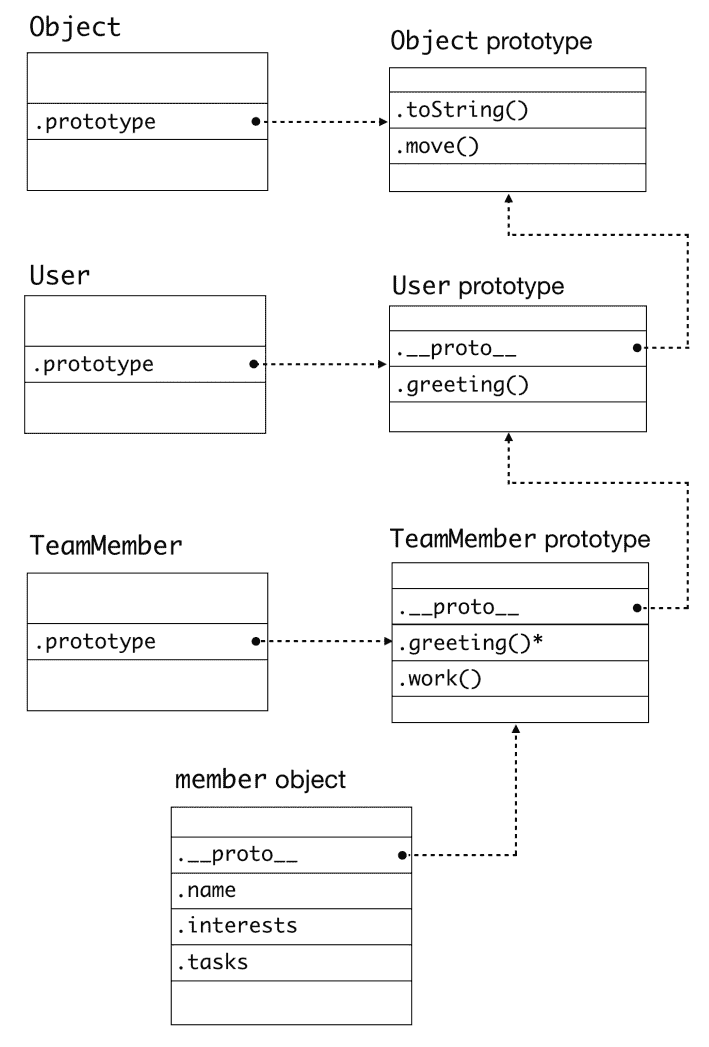 Object
Object prototype
.prototype
.toString()
.move()
User
User prototype
.prototype
.__proto__
.greeting()
TeamMember
TeamMember prototype
.prototype
.__proto__
.greeting()*
.work()
member object
.__proto__
.name
.interests
.tasks